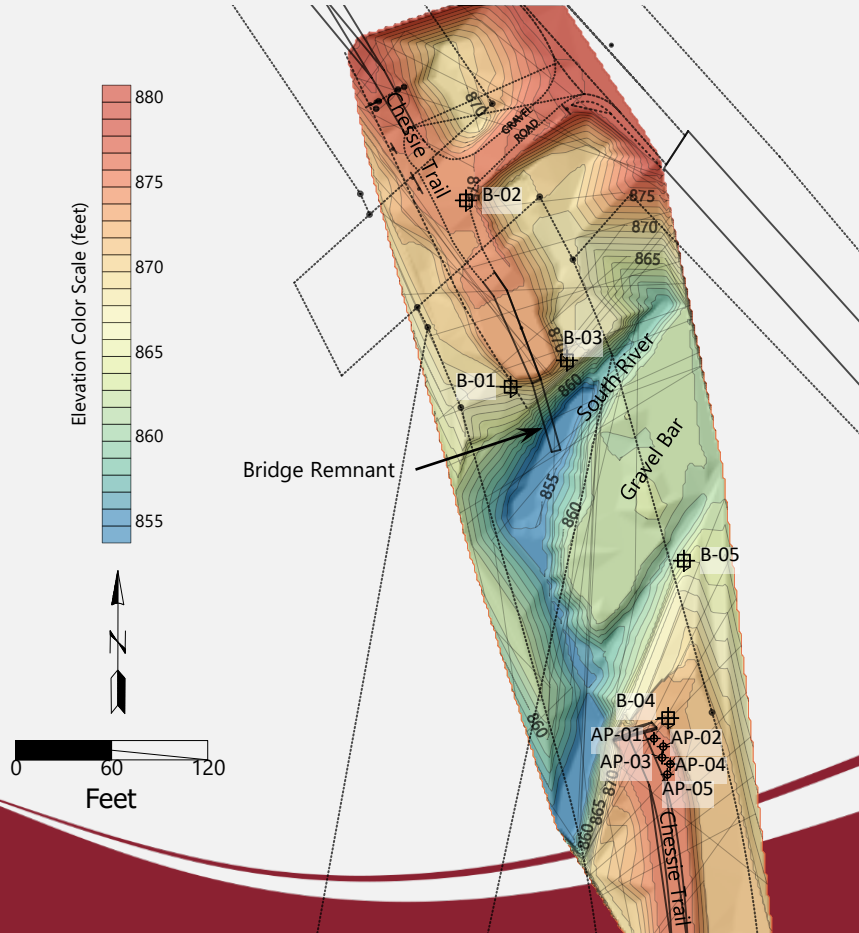 880
875
870
865
860
855
Elevation Color Scale (feet)
N
0 60 120
Feet
Chessie Trail
870
GRAVEL
ROAD
B-02
875
870
865
870
B-03
B-01
860
South River
Gravel Bar
Bridge Remnant
855
860
B-05
B-04
AP-01
AP-02
AP-03
AP-04
AP-05
860
870
865
860
Chessie Trail